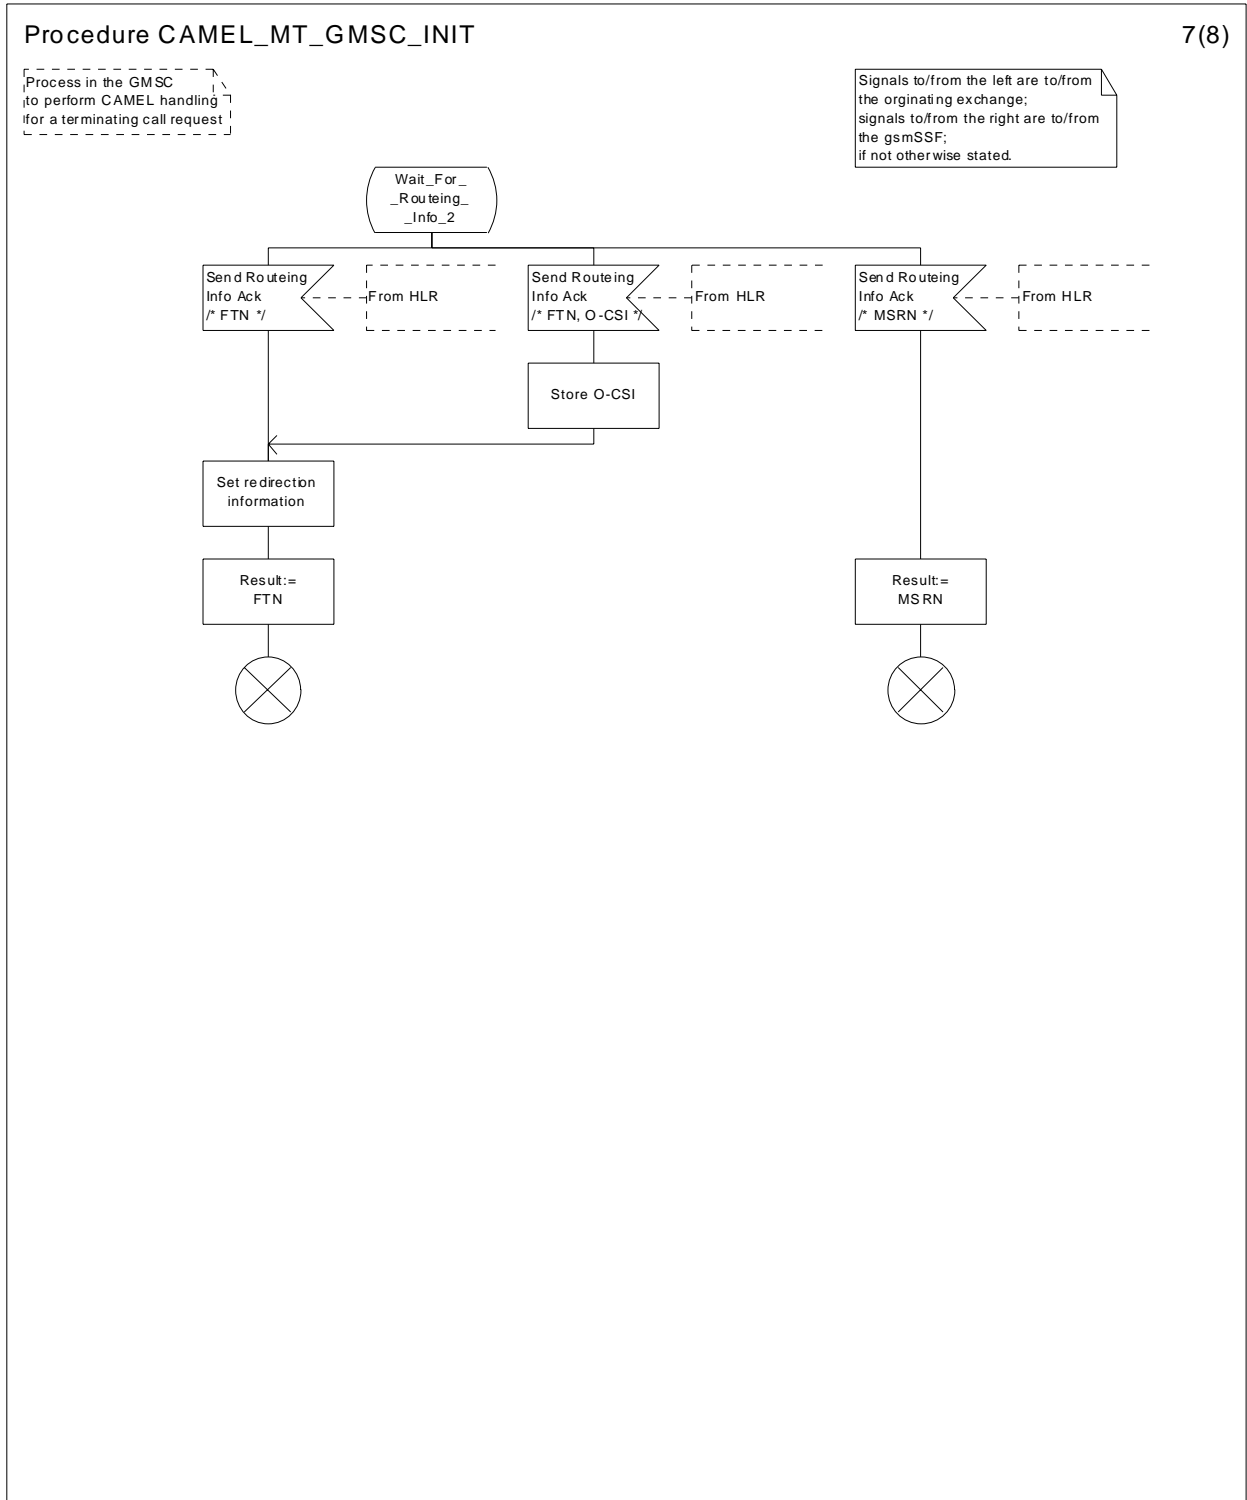 Procedure CAMEL_MT_GMSC_INIT
7(8)
Process in the GMSC
to perform CAMEL handling
for a terminating call request
Signals to/from the left are to/from
the orginating exchange;
signals to/from the right are to/from
the gsmSSF;
if not otherwise stated.
Wait_For_
_Routeing_
_Info_2
Send Routeing
Info Ack
/* FTN */
From HLR
Send Routeing
Info Ack
/* FTN, O-CSI */
From HLR
Send Routeing
Info Ack
/* MSRN */
From HLR
Store O-CSI
Set redirection
information
Result:=
FTN
Result:=
MSRN